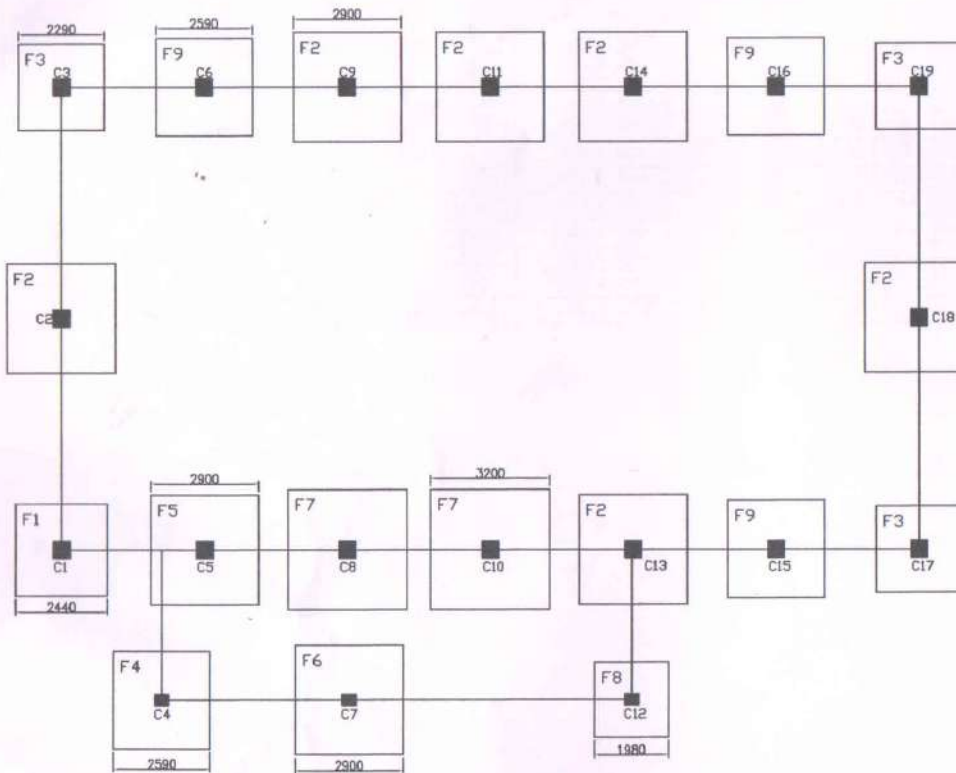 2290 2590 2900
F3 F9 F2 F2 F2 F9 F3
C3 C6 C9 C11 C14 C16 C19
F2 F2
C2 C18
2900 3200
F1 F5 F7 F7 F2 F9 F3
C1 C5 C8 C10 C13 C15 C17
2440
F4 F6 F8
C4 C7 C12
2590 2900 1980